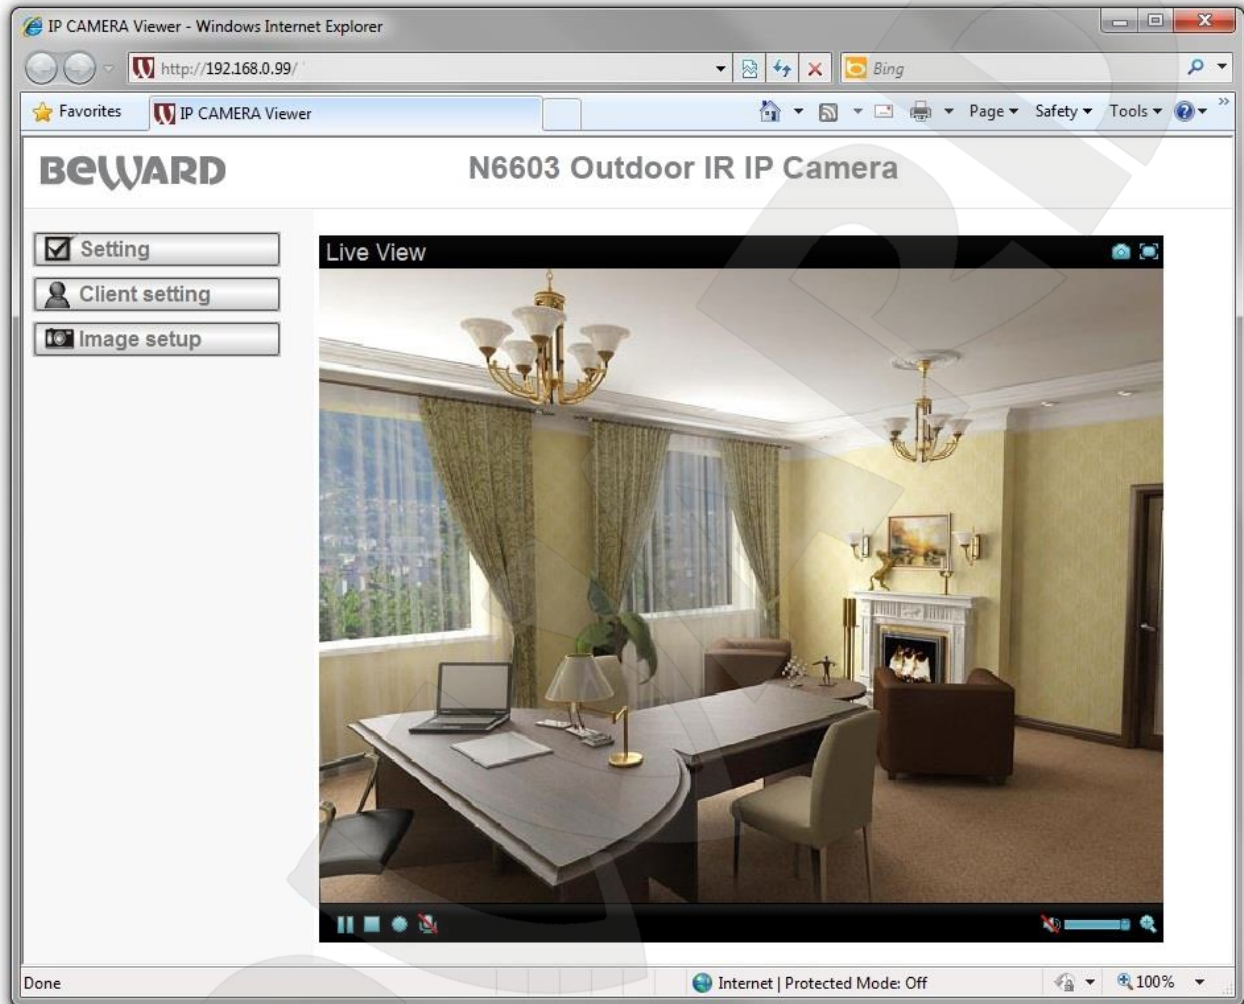 IP CAMERA Viewer - Windows Internet Explorer
http://192.168.0.99/
Bing
Favorites
IP CAMERA Viewer
Page
Safety
Tools
BEWARD
N6603 Outdoor IR IP Camera
Setting
Client setting
Image setup
Live View
Done
Internet | Protected Mode: Off
100%